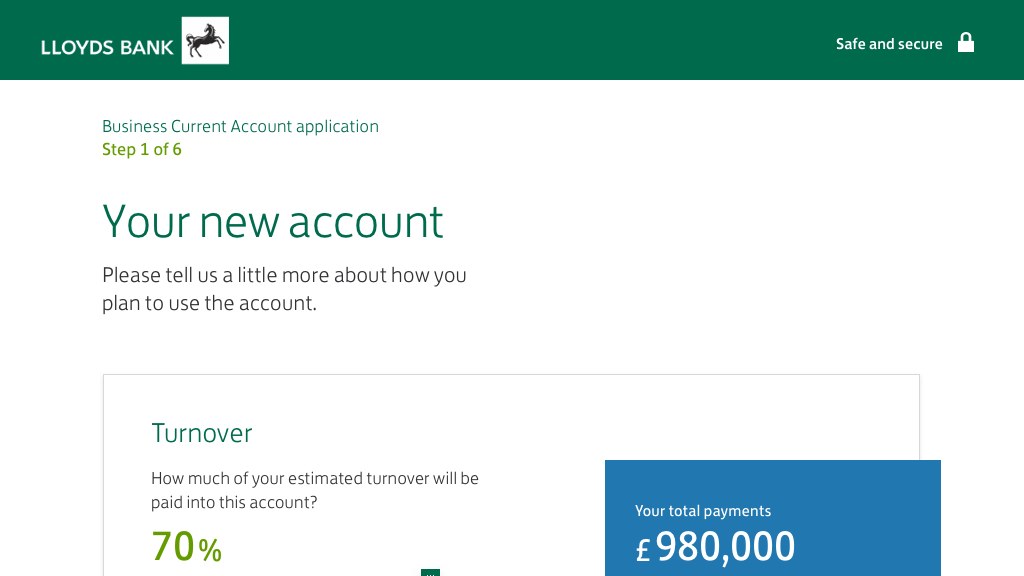 LLOYDS BANK
Safe and secure
Business Current Account application
Step 1 of 6
Your new account
Please tell us a little more about how you
plan to use the account.
Turnover
How much of your estimated turnover will be
paid into this account?
70%
Your total payments
£980,000